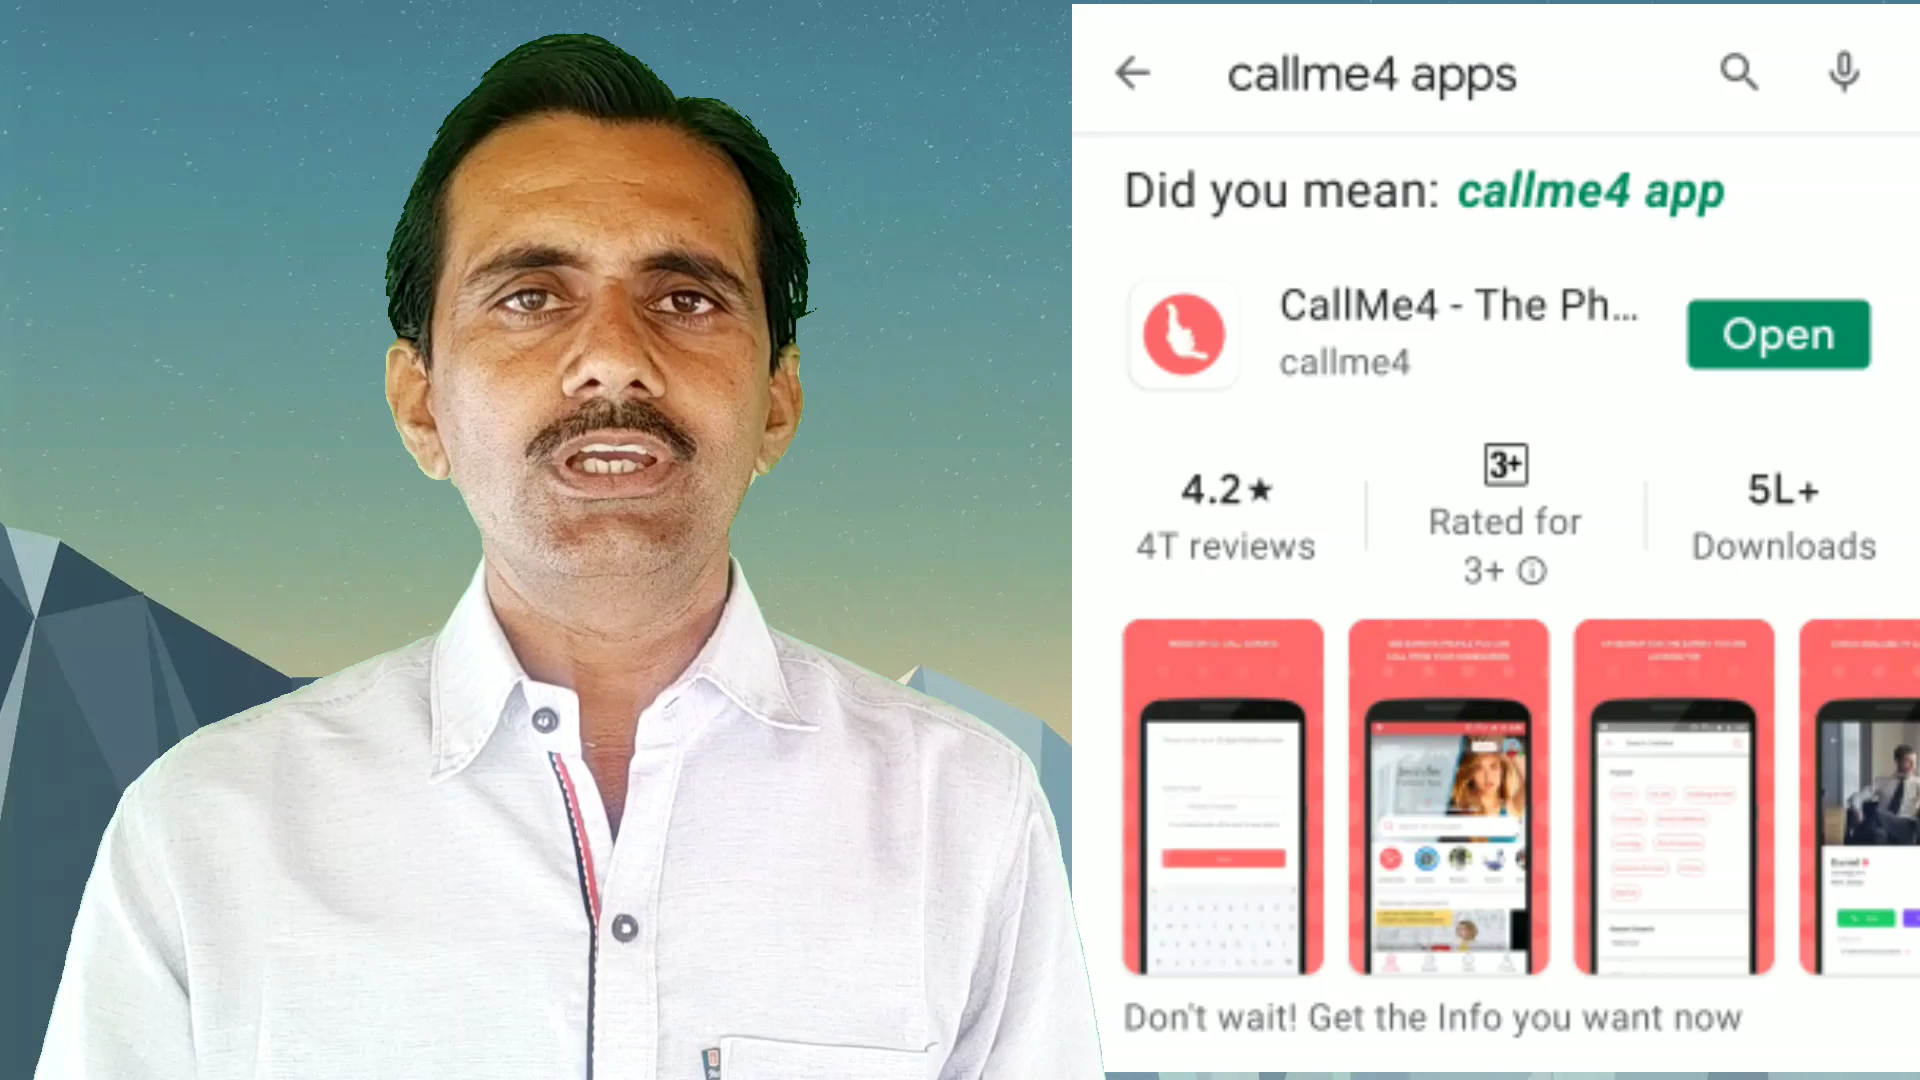 callme4 apps
Did you mean: callme4 app
CallMe4 - The Ph...
callme4
Open
4.2★
4T reviews
3+
Rated for
3+
5L+
Downloads
Don't wait! Get the Info you want now